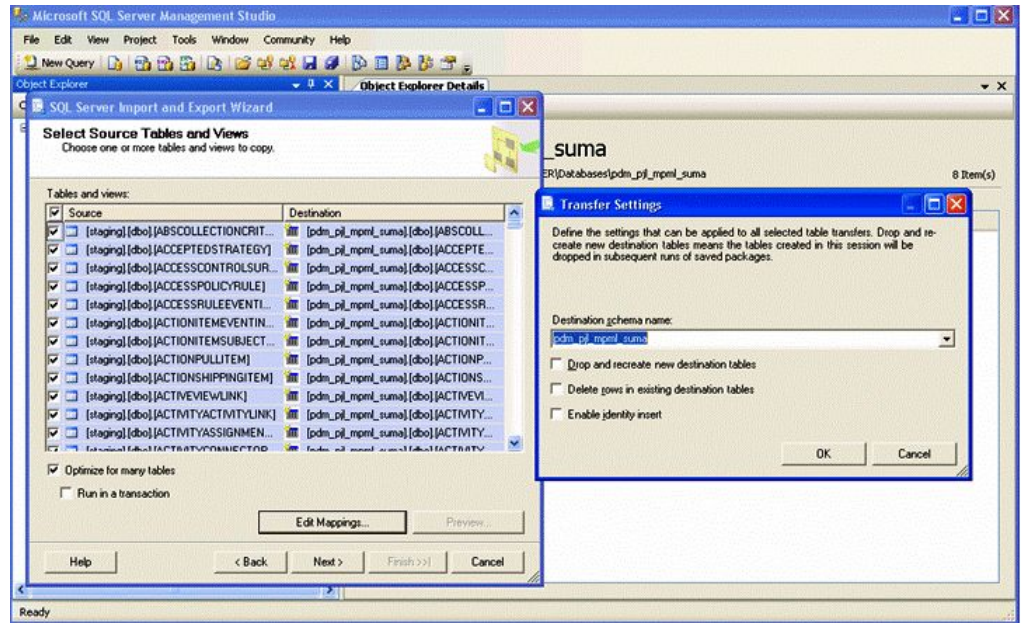 Microsoft SQL Server Management Studio
File Edit View Project Tools Window Community Help
New Query
Object Explorer
Object Explorer Details
SQL Server Import and Export Wizard
Select Source Tables and Views
Choose one or more tables and views to copy.
_suma
ER\Databases\pdm_pjl_mpml_suma
8 Item(s)
Tables and views:
Source Destination
[staging].[dbo].[ABSCOLLECTIONCRIT... [pdm_pjl_mpml_suma].[dbo].[ABSCOLL...
[staging].[dbo].[ACCEPTEDSTRATEGY] [pdm_pjl_mpml_suma].[dbo].[ACCEPTE...
[staging].[dbo].[ACCESSCONTROLSUR... [pdm_pjl_mpml_suma].[dbo].[ACCESSC...
[staging].[dbo].[ACCESSPOLICYRULE] [pdm_pjl_mpml_suma].[dbo].[ACCESSP...
[staging].[dbo].[ACCESSRULEEVENTI... [pdm_pjl_mpml_suma].[dbo].[ACCESSR...
[staging].[dbo].[ACTIONITEMEVENTIN... [pdm_pjl_mpml_suma].[dbo].[ACTIONIT...
[staging].[dbo].[ACTIONITEMSUBJECT... [pdm_pjl_mpml_suma].[dbo].[ACTIONIT...
[staging].[dbo].[ACTIONPULLITEM] [pdm_pjl_mpml_suma].[dbo].[ACTIONP...
[staging].[dbo].[ACTIONSHIPPINGITEM] [pdm_pjl_mpml_suma].[dbo].[ACTIONS...
[staging].[dbo].[ACTIVEVIEWLINK] [pdm_pjl_mpml_suma].[dbo].[ACTIVEVI...
[staging].[dbo].[ACTIVITYACTIVITYLINK] [pdm_pjl_mpml_suma].[dbo].[ACTIVITY...
[staging].[dbo].[ACTIVITYASSIGNMEN... [pdm_pjl_mpml_suma].[dbo].[ACTIVITY...
[staging].[dbo].[ACTIVITYCONNECTOR... [pdm_pjl_mpml_suma].[dbo].[ACTIVITY...
Optimize for many tables
Run in a transaction
Edit Mappings... Preview...
Help < Back Next > Finish >>| Cancel
Transfer Settings
Define the settings that can be applied to all selected table transfers. Drop and re-
create new destination tables means the tables created in this session will be
dropped in subsequent runs of saved packages.
Destination schema name:
pdm_pjl_mpml_suma
Drop and recreate new destination tables
Delete rows in existing destination tables
Enable identity insert
OK Cancel
Ready